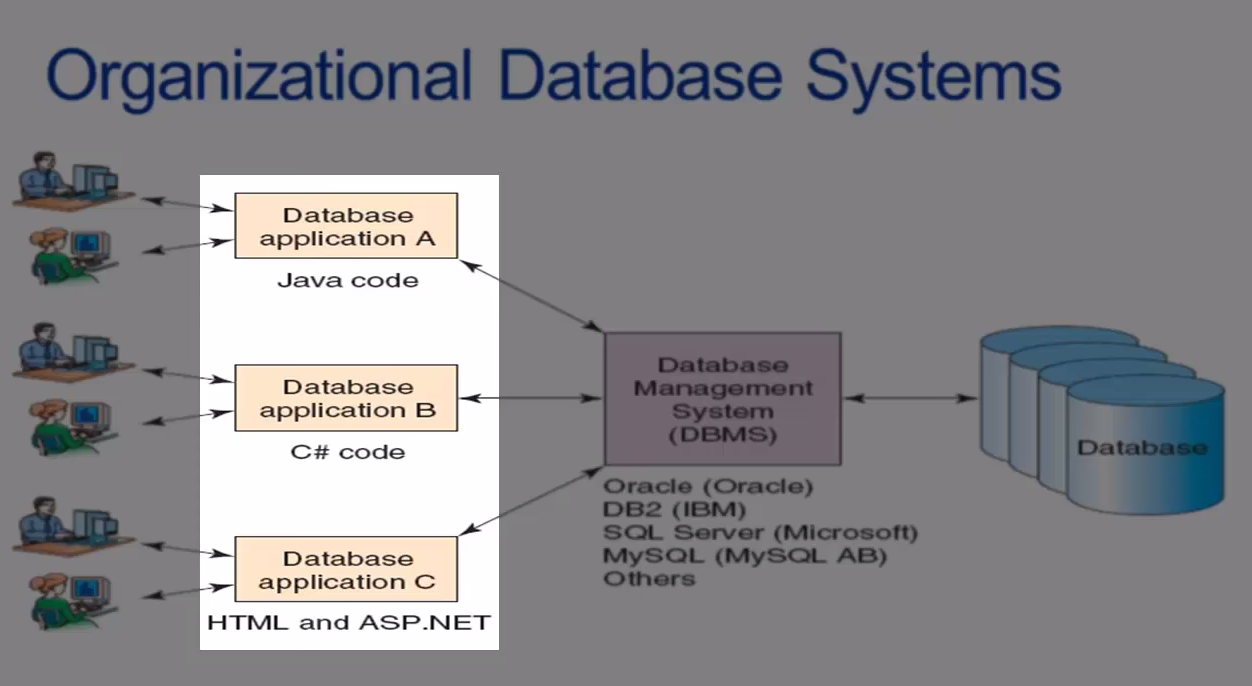 Organizational Database Systems
Database
application A
Java code
Database
application B
C# code
Database
application C
HTML and ASP.NET
Database
Management
System
(DBMS)
Oracle (Oracle)
DB2 (IBM)
SQL Server (Microsoft)
MySQL (MySQL AB)
Others
Database